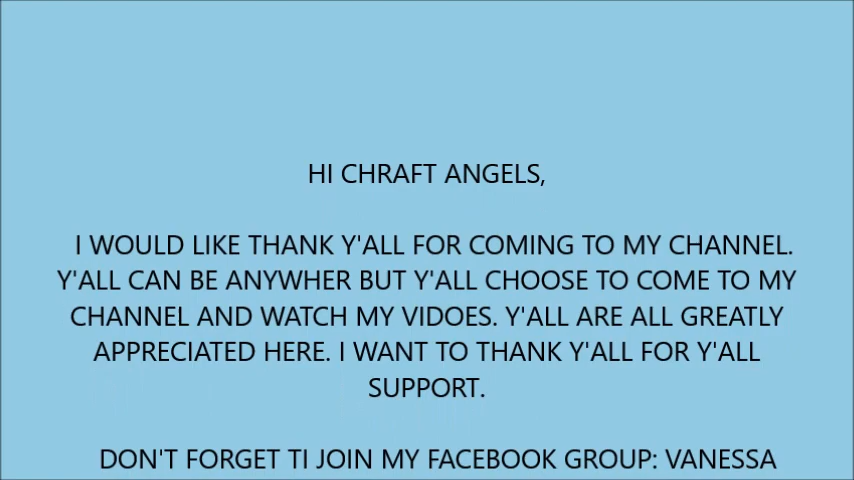 HI CHRAFT ANGELS,
I WOULD LIKE THANK Y'ALL FOR COMING TO MY CHANNEL.
Y'ALL CAN BE ANYWHER BUT Y'ALL CHOOSE TO COME TO MY
CHANNEL AND WATCH MY VIDOES. Y'ALL ARE ALL GREATLY
APPRECIATED HERE. I WANT TO THANK Y'ALL FOR Y'ALL
SUPPORT.
DON'T FORGET TI JOIN MY FACEBOOK GROUP: VANESSA